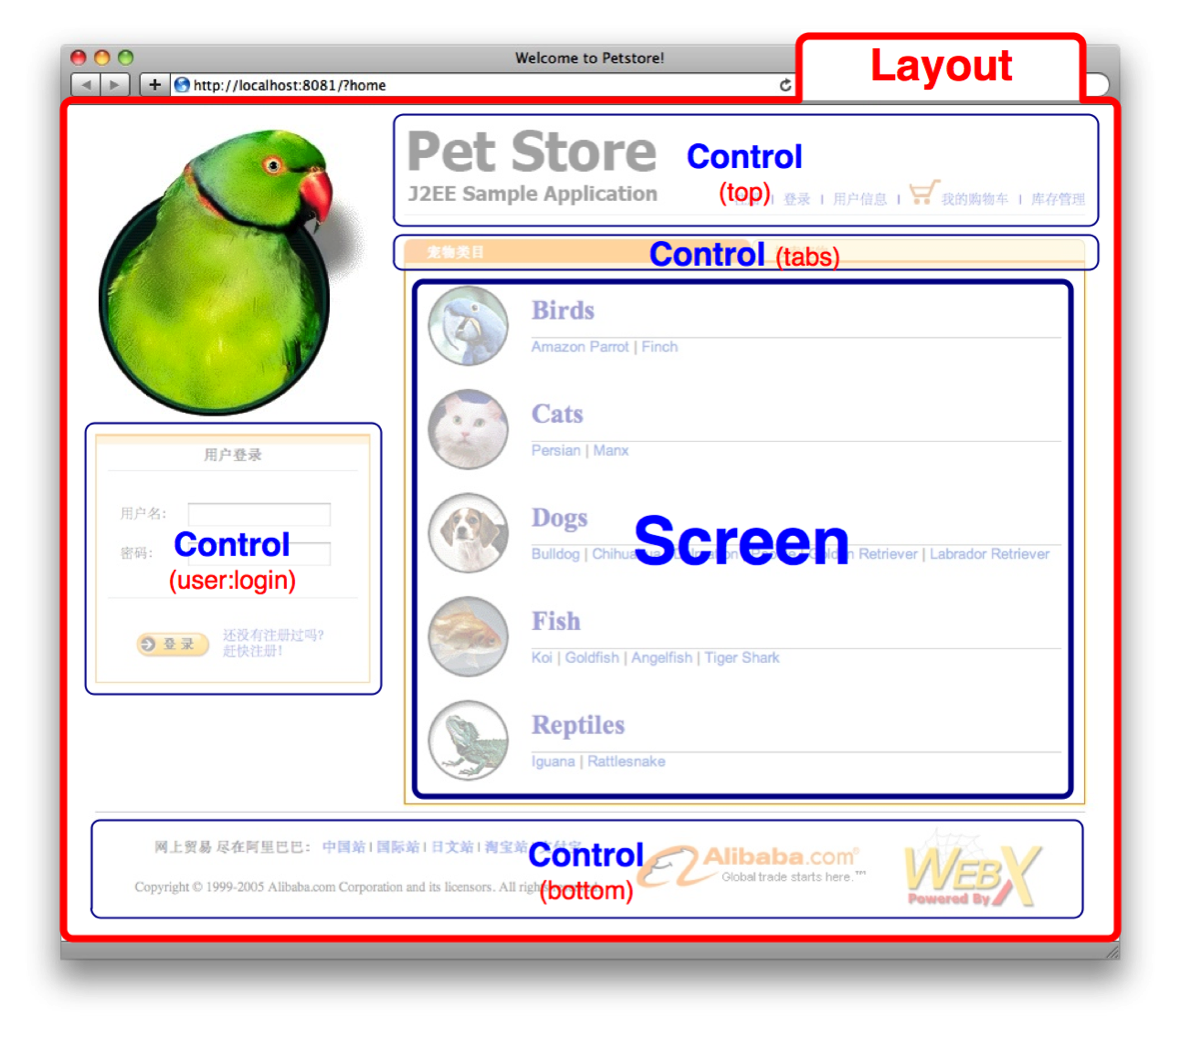 Welcome to Petstore!
http://localhost:8081/?home
Layout
Pet Store
J2EE Sample Application
Control
(top)
登录 | 用户信息 | 我的购物车 | 库存管理
宠物类目
Control (tabs)
Birds
Amazon Parrot | Finch
Cats
Persian | Manx
Dogs
Bulldog | Chihuahua | Dalmation | Poodle | Golden Retriever | Labrador Retriever
Screen
Fish
Koi | Goldfish | Angelfish | Tiger Shark
Reptiles
Iguana | Rattlesnake
用户登录
用户名:
密码:
Control
(user:login)
登 录
还没有注册过吗?
赶快注册!
网上贸易 尽在阿里巴巴: 中国站 | 国际站 | 日文站 | 淘宝站
Copyright © 1999-2005 Alibaba.com Corporation and its licensors. All
Control
(bottom)
Alibaba.com®
Global trade starts here.™
WEBX
Powered By